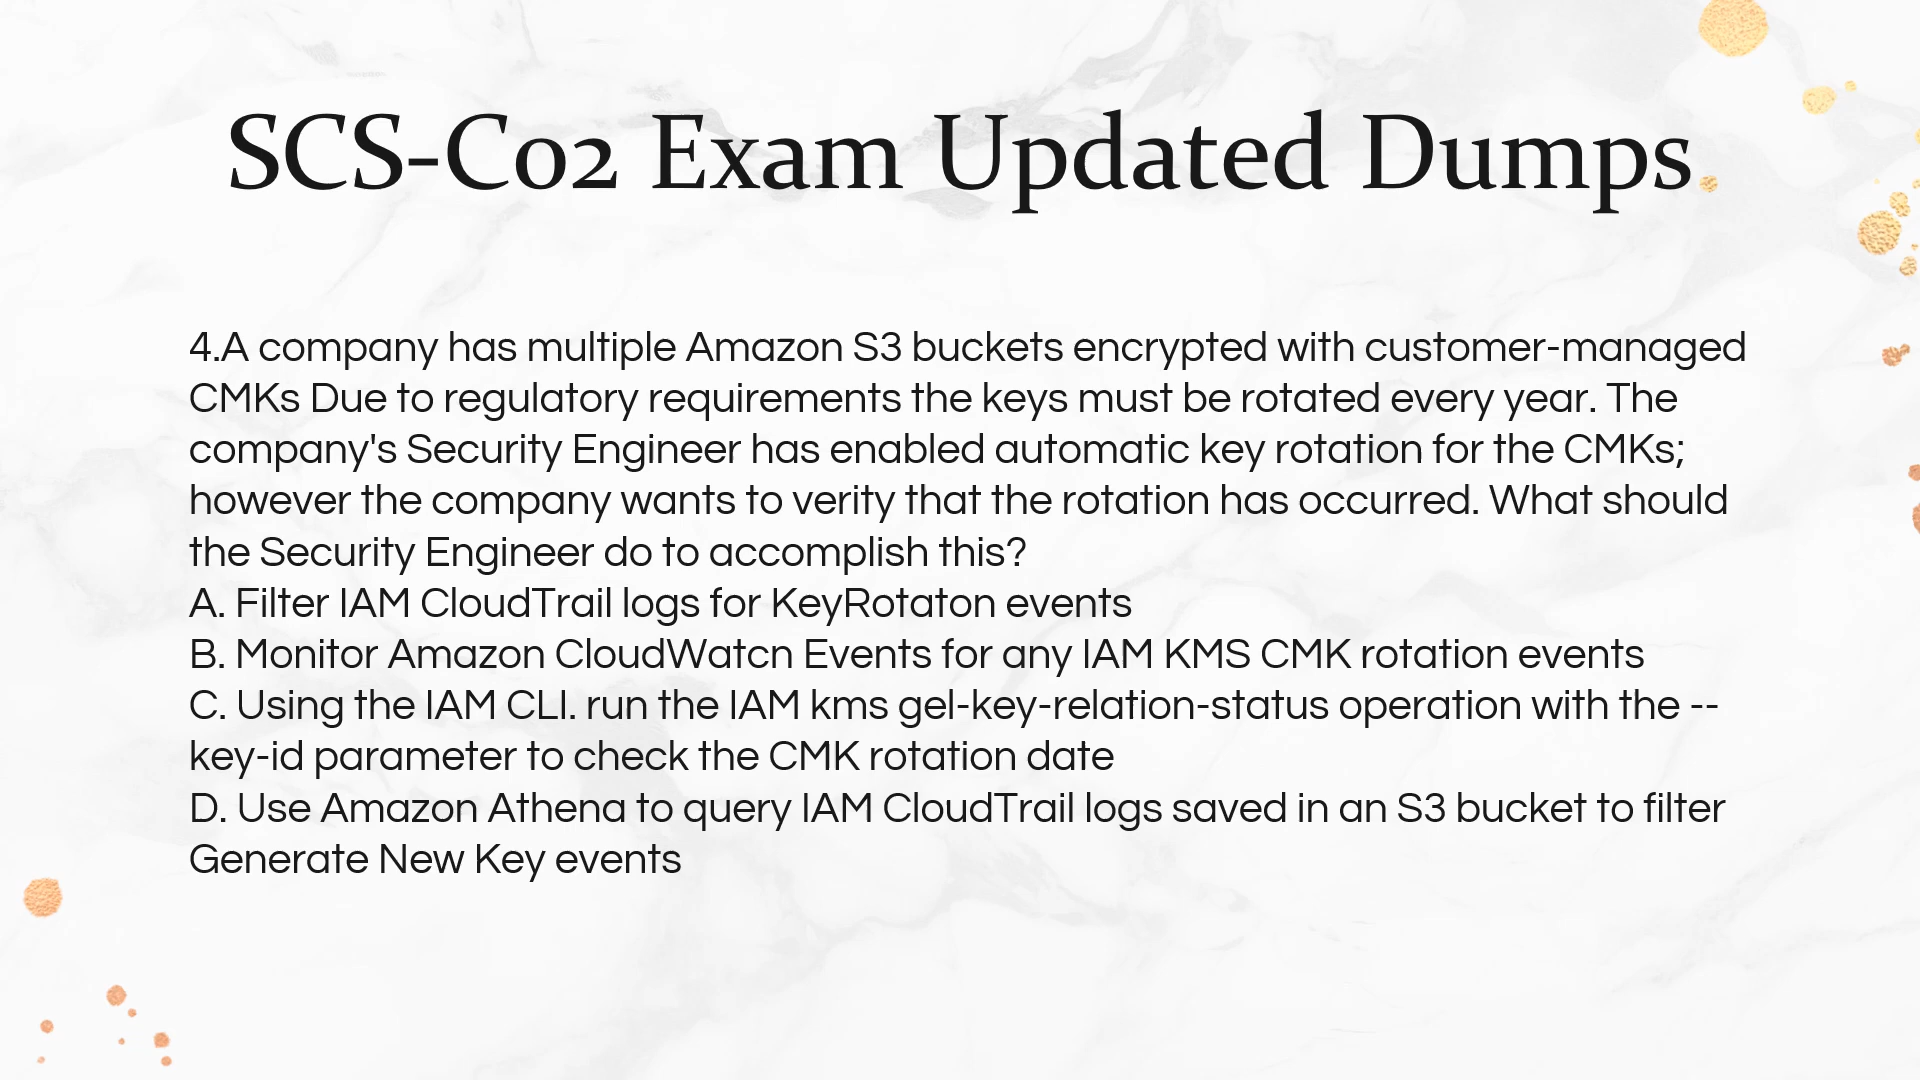 SCS-C02 Exam Updated Dumps
4.A company has multiple Amazon S3 buckets encrypted with customer-managed
CMKs Due to regulatory requirements the keys must be rotated every year. The
company's Security Engineer has enabled automatic key rotation for the CMKs;
however the company wants to verity that the rotation has occurred. What should
the Security Engineer do to accomplish this?
A. Filter IAM CloudTrail logs for KeyRotaton events
B. Monitor Amazon CloudWatcn Events for any IAM KMS CMK rotation events
C. Using the IAM CLI. run the IAM kms gel-key-relation-status operation with the --
key-id parameter to check the CMK rotation date
D. Use Amazon Athena to query IAM CloudTrail logs saved in an S3 bucket to filter
Generate New Key events